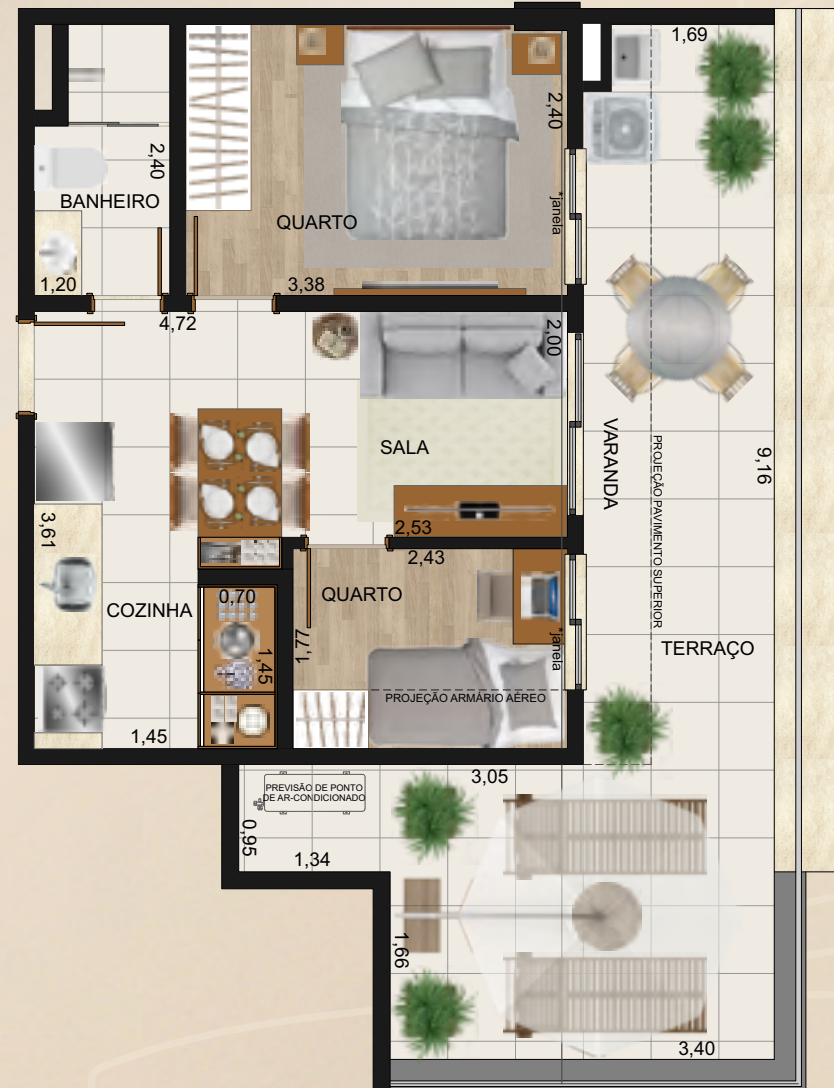 1,69
2,40
2,40
BANHEIRO
*janela
QUARTO
1,20
3,38
4,72
2,00
SALA
VARANDA
PROJEÇÃO PAVIMENTO SUPERIOR
9,16
3,61
2,53
2,43
0,70
QUARTO
COZINHA
1,77
*janela
1,45
TERRAÇO
PROJEÇÃO ARMÁRIO AÉREO
1,45
3,05
PREVISÃO DE PONTO
DE AR-CONDICIONADO
0,95
1,34
1,66
3,40